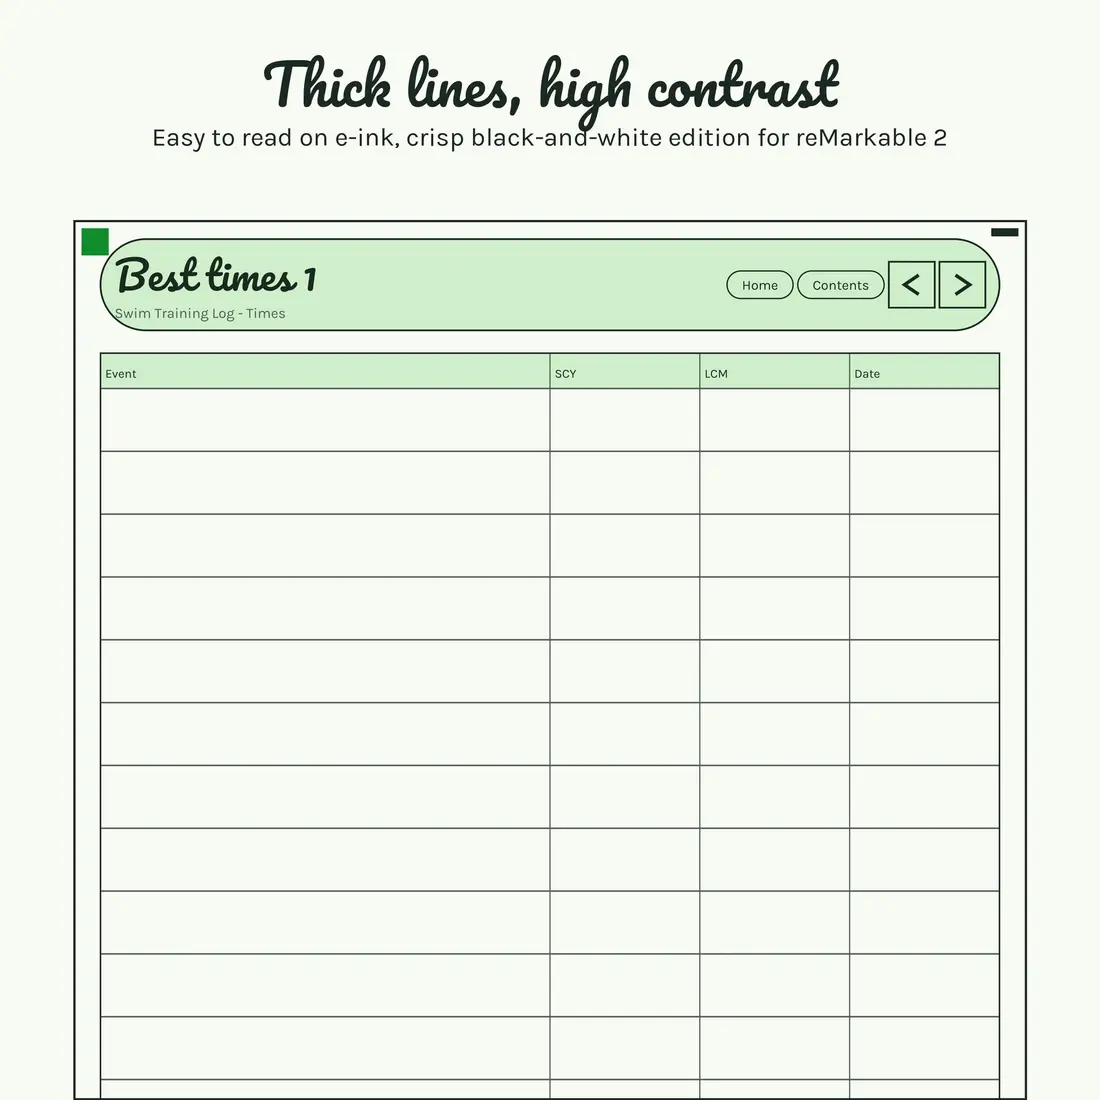 Thick lines, high contrast
Easy to read on e-ink, crisp black-and-white edition for reMarkable 2
Best times 1
Swim Training Log - Times
Home
Contents
<
>
Event
SCY
LCM
Date